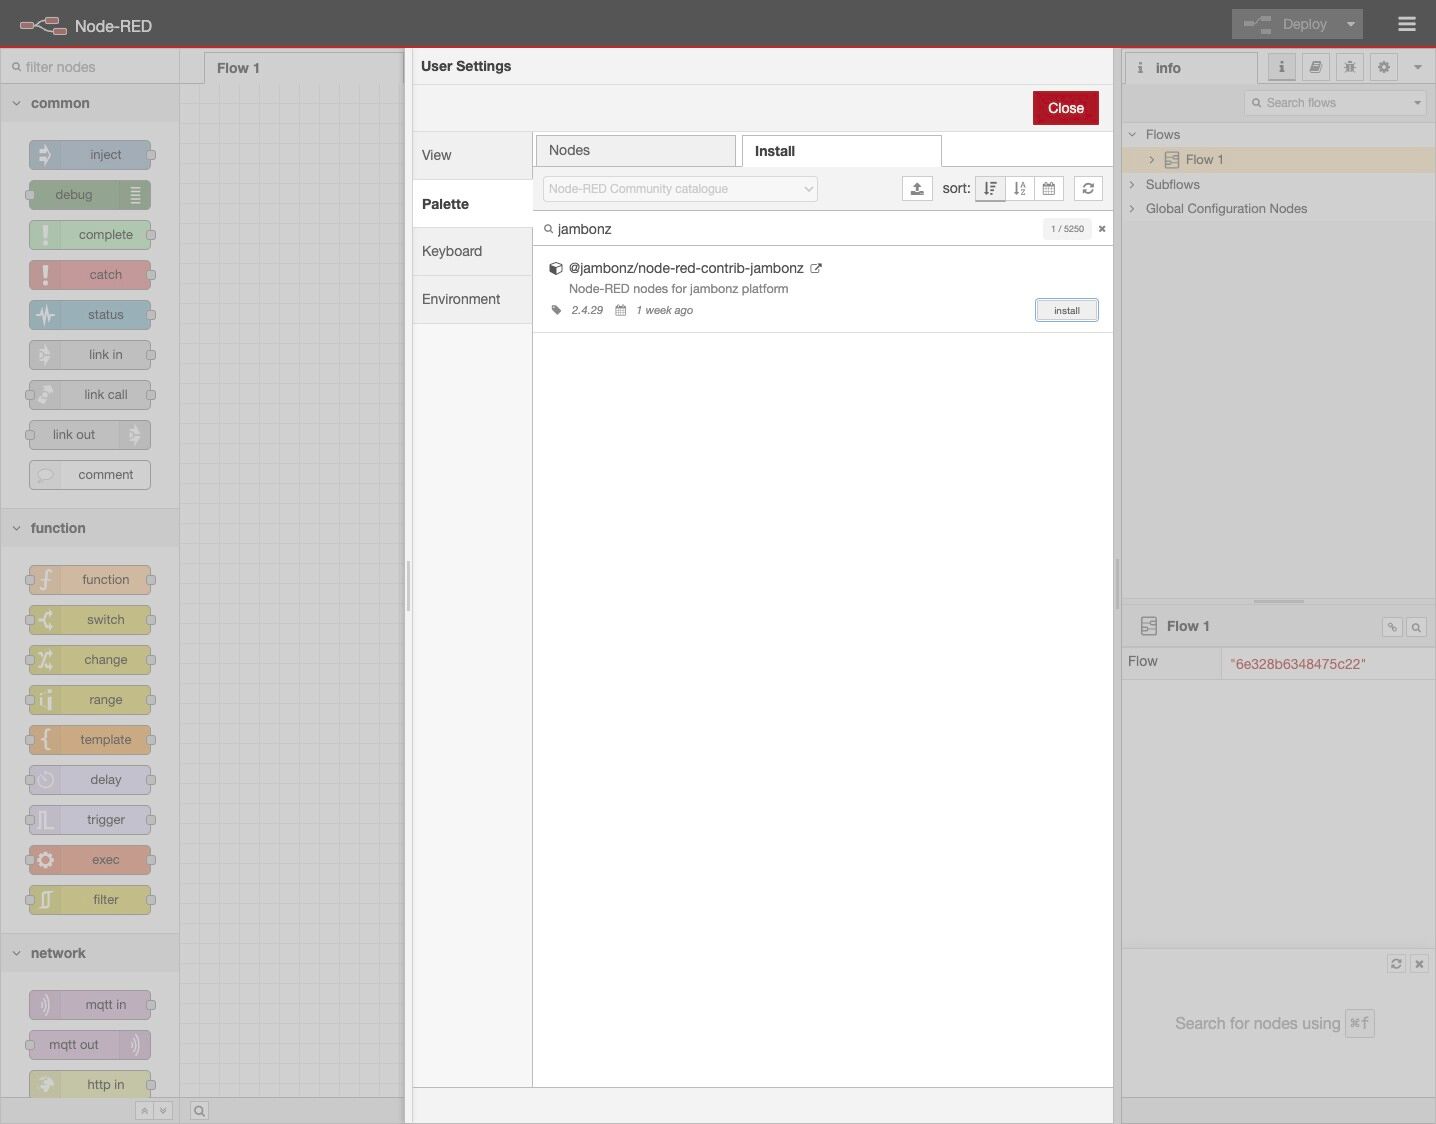 Node-RED
Deploy
filter nodes
Flow 1
common
inject
debug
complete
catch
status
link in
link call
link out
comment
function
function
switch
change
range
template
delay
trigger
exec
filter
network
mqtt in
mqtt out
http in
User Settings
Close
View
Palette
Keyboard
Environment
Nodes
Install
Node-RED Community catalogue
sort:
jambonz
1 / 5250
@jambonz/node-red-contrib-jambonz
Node-RED nodes for jambonz platform
2.4.29 1 week ago
install
info
Search flows
Flows
Flow 1
Subflows
Global Configuration Nodes
Flow 1
Flow "6e328b6348475c22"
Search for nodes using ⌘f